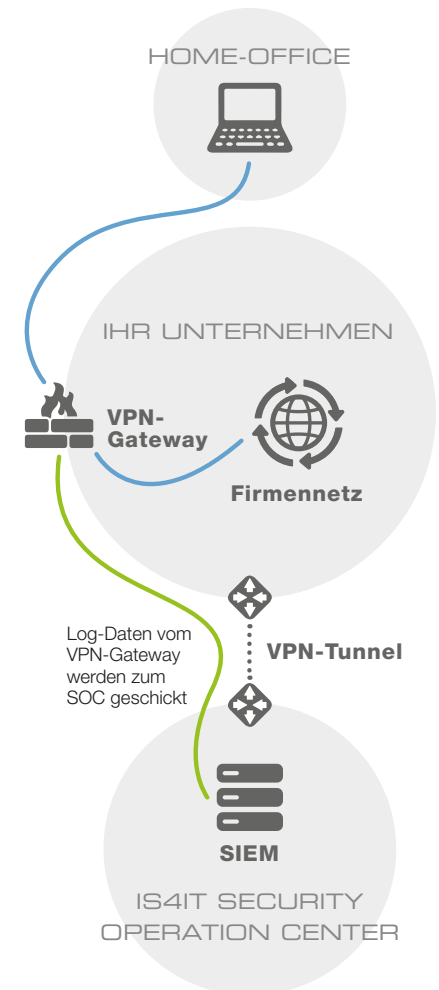 HOME-OFFICE
IHR UNTERNEHMEN
VPN-
Gateway
Firmennetz
Log-Daten vom
VPN-Gateway
werden zum
SOC geschickt
VPN-Tunnel
SIEM
IS4IT SECURITY
OPERATION CENTER